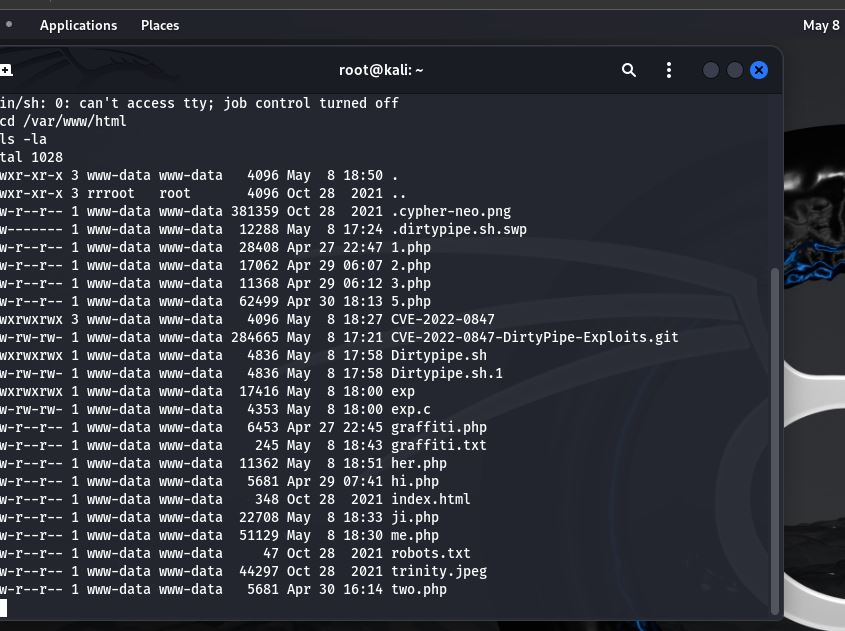 Applications Places May 8
root@kali: ~
in/sh: 0: can't access tty; job control turned off
cd /var/www/html
ls -la
tal 1028
wxr-xr-x 3 www-data www-data 4096 May 8 18:50 .
wxr-xr-x 3 rrroot root 4096 Oct 28 2021 ..
w-r--r-- 1 www-data www-data 381359 Oct 28 2021 .cypher-neo.png
w------- 1 www-data www-data 12288 May 8 17:24 .dirtypipe.sh.swp
w-r--r-- 1 www-data www-data 28408 Apr 27 22:47 1.php
w-r--r-- 1 www-data www-data 17062 Apr 29 06:07 2.php
w-r--r-- 1 www-data www-data 11368 Apr 29 06:12 3.php
w-r--r-- 1 www-data www-data 62499 Apr 30 18:13 5.php
wxrwxrwx 3 www-data www-data 4096 May 8 18:27 CVE-2022-0847
w-rw-rw- 1 www-data www-data 284665 May 8 17:21 CVE-2022-0847-DirtyPipe-Exploits.git
wxrwxrwx 1 www-data www-data 4836 May 8 17:58 Dirtypipe.sh
w-rw-rw- 1 www-data www-data 4836 May 8 17:58 Dirtypipe.sh.1
wxrwxrwx 1 www-data www-data 17416 May 8 18:00 exp
w-rw-rw- 1 www-data www-data 4353 May 8 18:00 exp.c
w-r--r-- 1 www-data www-data 6453 Apr 27 22:45 graffiti.php
w-r--r-- 1 www-data www-data 245 May 8 18:43 graffiti.txt
w-r--r-- 1 www-data www-data 11362 May 8 18:51 her.php
w-r--r-- 1 www-data www-data 5681 Apr 29 07:41 hi.php
w-r--r-- 1 www-data www-data 348 Oct 28 2021 index.html
w-r--r-- 1 www-data www-data 22708 May 8 18:33 ji.php
w-r--r-- 1 www-data www-data 51129 May 8 18:30 me.php
w-r--r-- 1 www-data www-data 47 Oct 28 2021 robots.txt
w-r--r-- 1 www-data www-data 44297 Oct 28 2021 trinity.jpeg
w-r--r-- 1 www-data www-data 5681 Apr 30 16:14 two.php